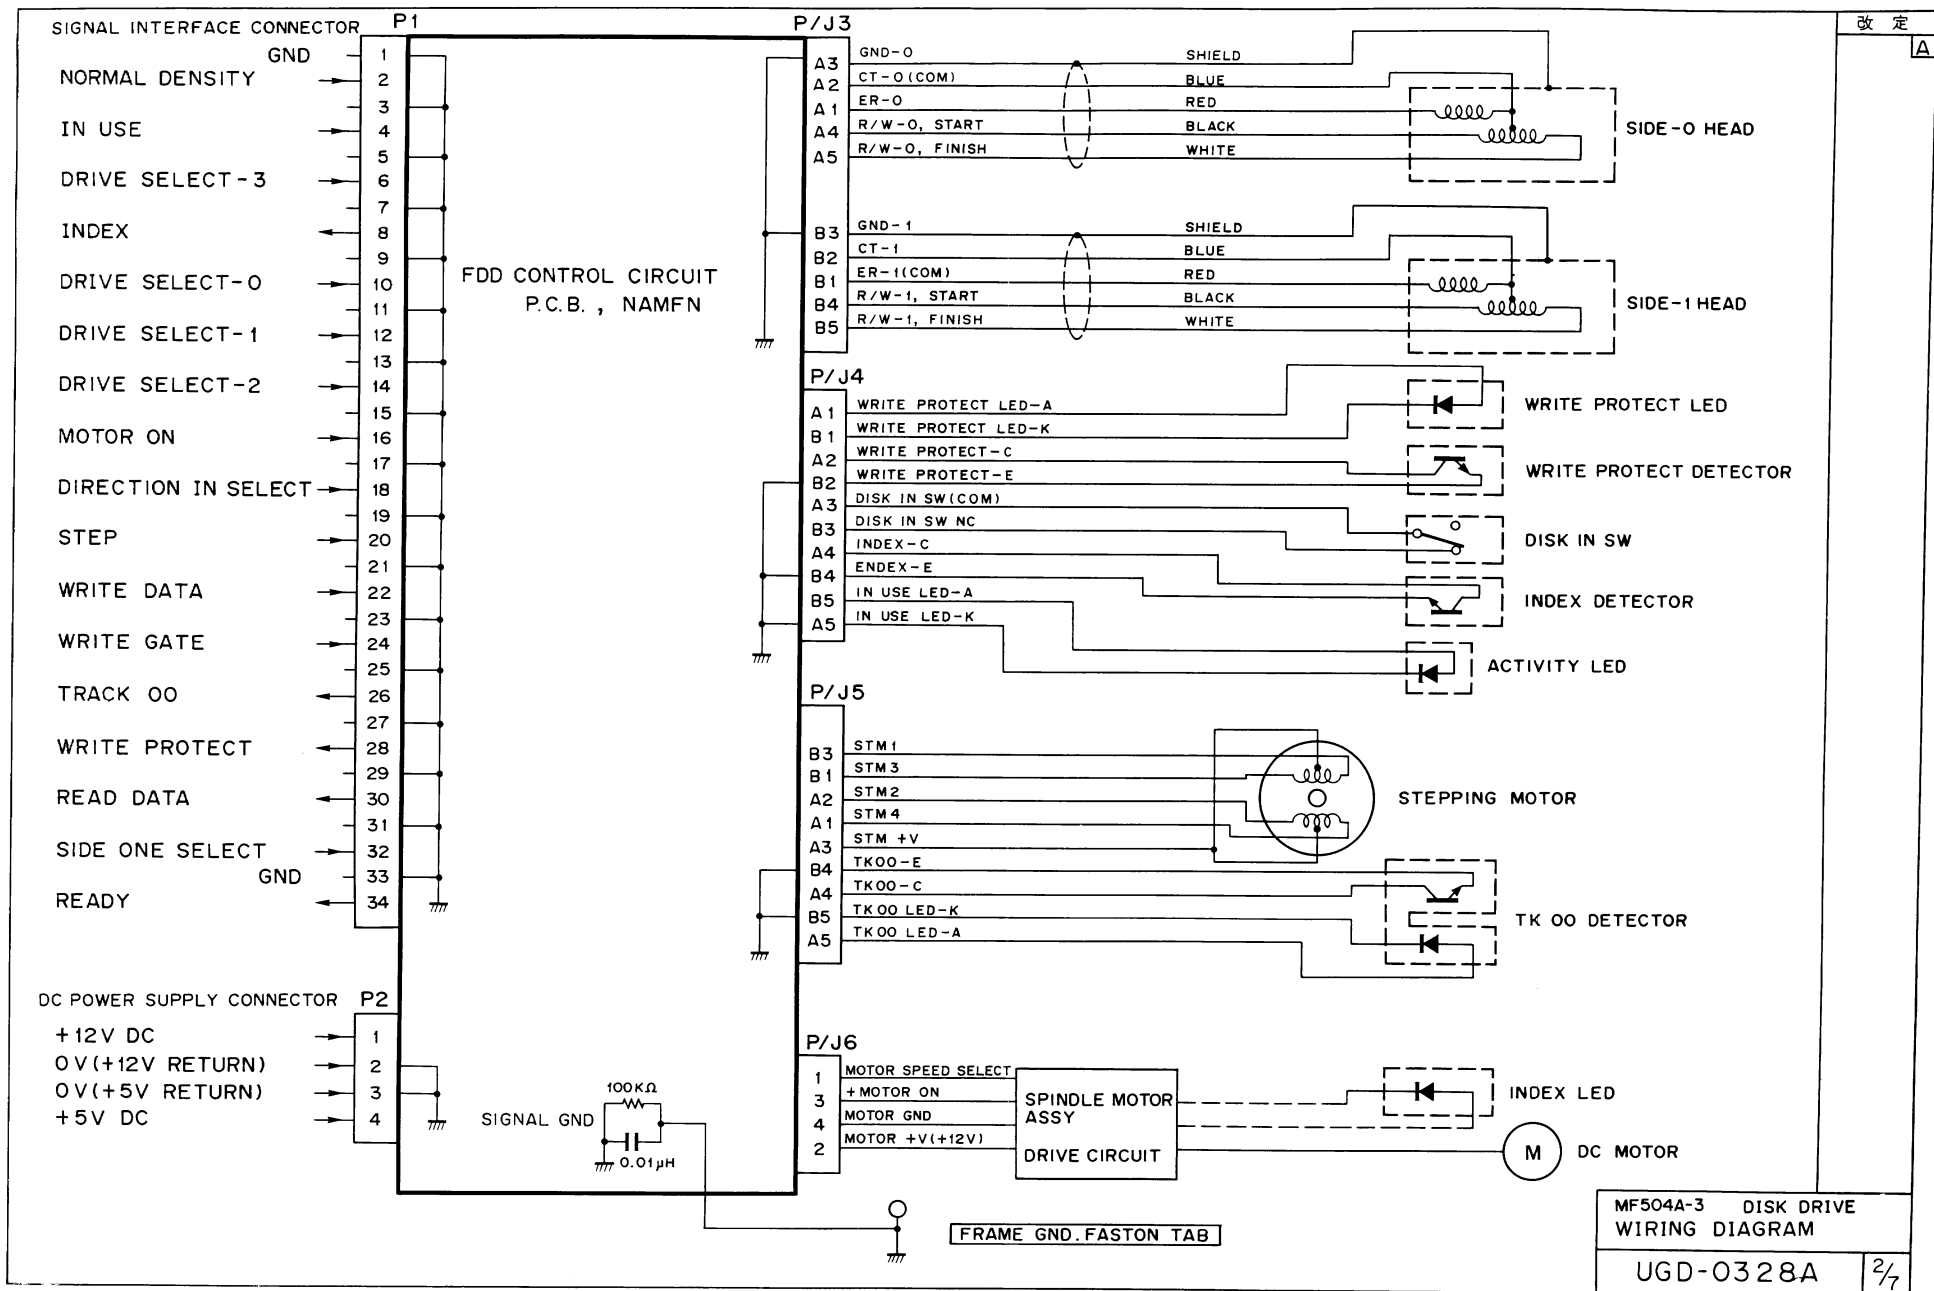 SIGNAL INTERFACE CONNECTOR P1
GND 1
NORMAL DENSITY 2
3
IN USE 4
5
DRIVE SELECT-3 6
7
INDEX 8
9
DRIVE SELECT-0 10
11
DRIVE SELECT-1 12
13
DRIVE SELECT-2 14
15
MOTOR ON 16
17
DIRECTION IN SELECT 18
19
STEP 20
21
WRITE DATA 22
23
WRITE GATE 24
25
TRACK 00 26
27
WRITE PROTECT 28
29
READ DATA 30
31
SIDE ONE SELECT 32
GND 33
READY 34
DC POWER SUPPLY CONNECTOR P2
+12V DC 1
0V(+12V RETURN) 2
0V(+5V RETURN) 3
+5V DC 4
FDD CONTROL CIRCUIT
P.C.B. , NAMFN
SIGNAL GND
100KΩ
0.01μH
P/J3
A3 GND-0 SHIELD
A2 CT-0(COM) BLUE
A1 ER-0 RED
A4 R/W-0, START BLACK
A5 R/W-0, FINISH WHITE
SIDE-0 HEAD
B3 GND-1 SHIELD
B2 CT-1 BLUE
B1 ER-1(COM) RED
B4 R/W-1, START BLACK
B5 R/W-1, FINISH WHITE
SIDE-1 HEAD
P/J4
A1 WRITE PROTECT LED-A
B1 WRITE PROTECT LED-K
A2 WRITE PROTECT-C
B2 WRITE PROTECT-E
A3 DISK IN SW(COM)
B3 DISK IN SW NC
A4 INDEX-C
B4 ENDEX-E
B5 IN USE LED-A
A5 IN USE LED-K
WRITE PROTECT LED
WRITE PROTECT DETECTOR
DISK IN SW
INDEX DETECTOR
ACTIVITY LED
P/J5
B3 STM1
B1 STM3
A2 STM2
A1 STM4
A3 STM +V
B4 TK00-E
A4 TK00-C
B5 TK00 LED-K
A5 TK00 LED-A
STEPPING MOTOR
TK 00 DETECTOR
P/J6
1 MOTOR SPEED SELECT
3 +MOTOR ON
4 MOTOR GND
2 MOTOR +V(+12V)
SPINDLE MOTOR
ASSY
DRIVE CIRCUIT
INDEX LED
M DC MOTOR
FRAME GND.FASTON TAB
改 定
A
MF504A-3 DISK DRIVE
WIRING DIAGRAM
UGD-0328A 2/7